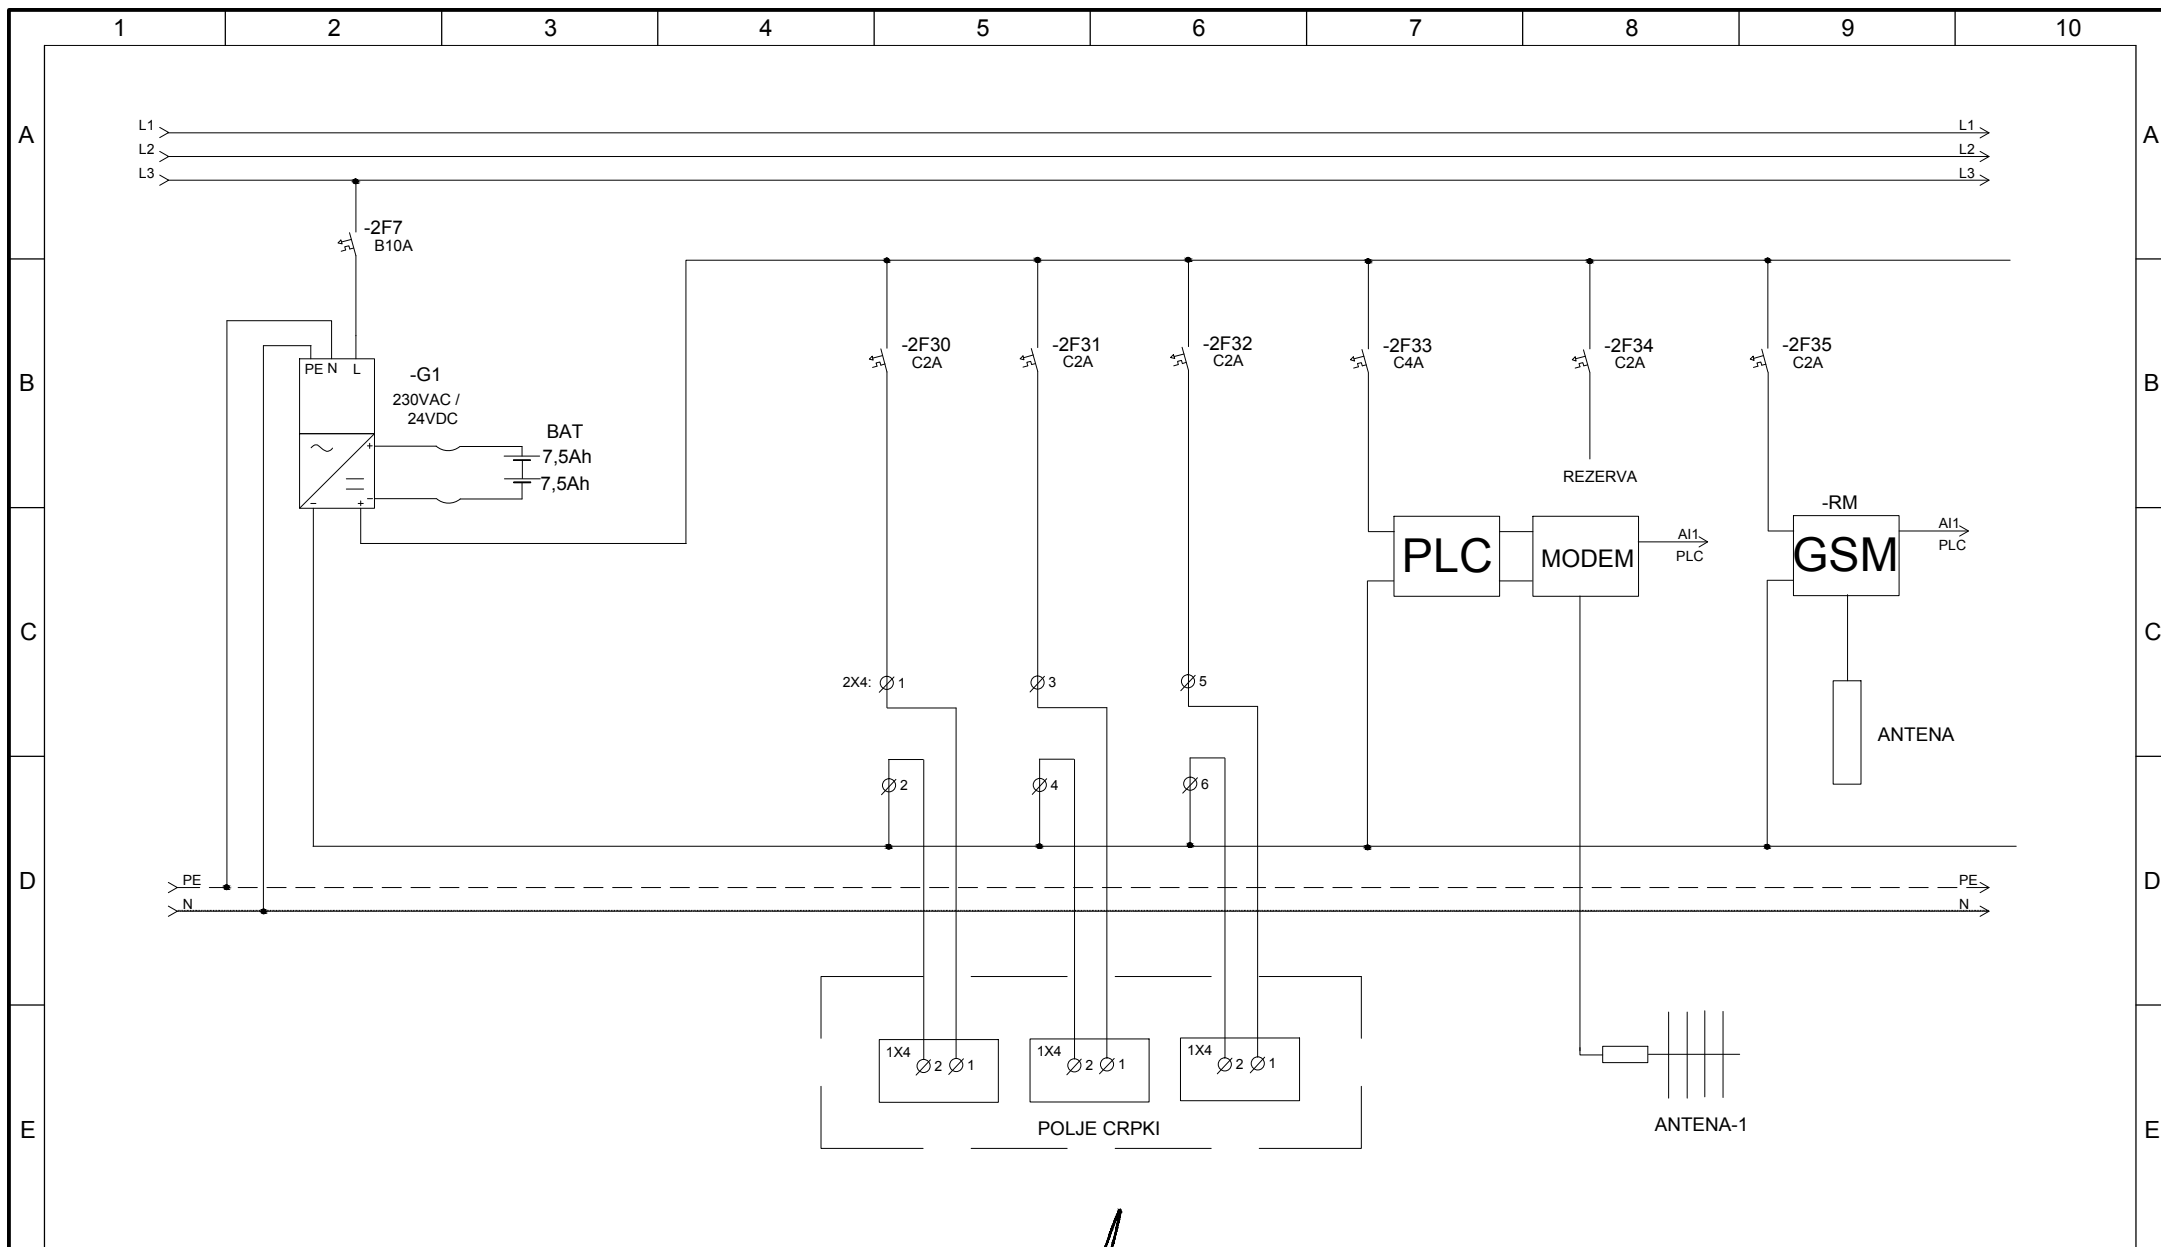 1 2 3 4 5 6 7 8 9 10
A A
L1 L1
L2 L2
L3 L3
-2F7
B10A
-2F30 -2F31 -2F32 -2F33 -2F34 -2F35
C2A C2A C2A C4A C2A C2A
PE N L
-G1
B B
230VAC /
24VDC
BAT
7,5Ah
7,5Ah
+
-
- +
REZERVA
-RM
PLC MODEM GSM
AI1
PLC
AI1
PLC
C C
2X4: 1 3 5
ANTENA
2 4 6
D D
PE PE
N N
1X4 1X4 1X4
2 1 2 1 2 1
POLJE CRPKI
ANTENA-1
E E